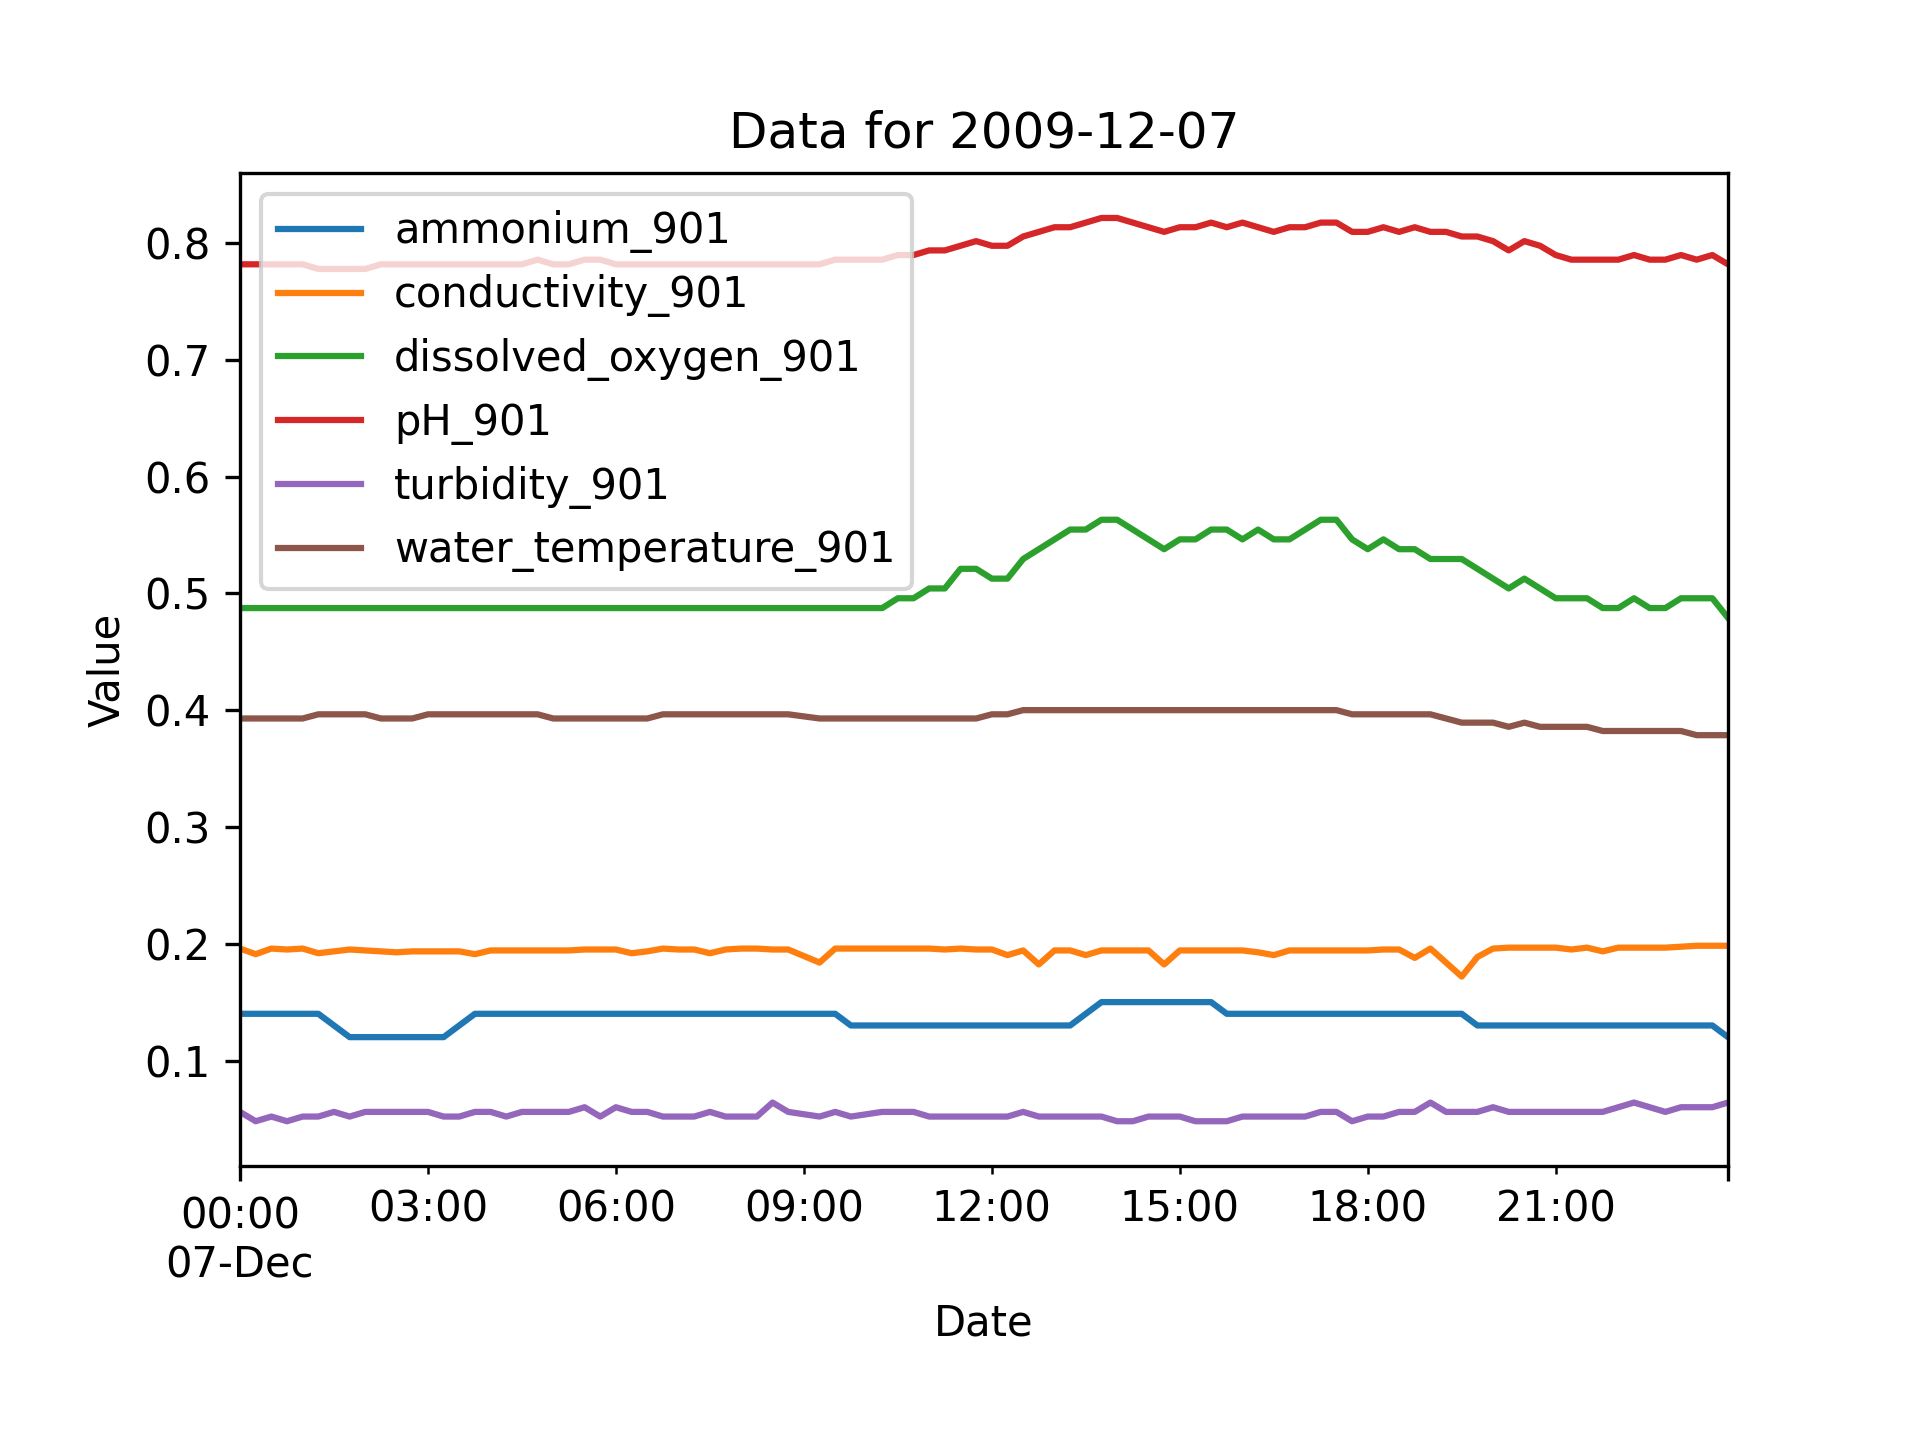 Data for 2009-12-07
ammonium_901
conductivity_901
dissolved_oxygen_901
pH_901
turbidity_901
water_temperature_901
Value
0.8
0.7
0.6
0.5
0.4
0.3
0.2
0.1
00:00 03:00 06:00 09:00 12:00 15:00 18:00 21:00
07-Dec
Date